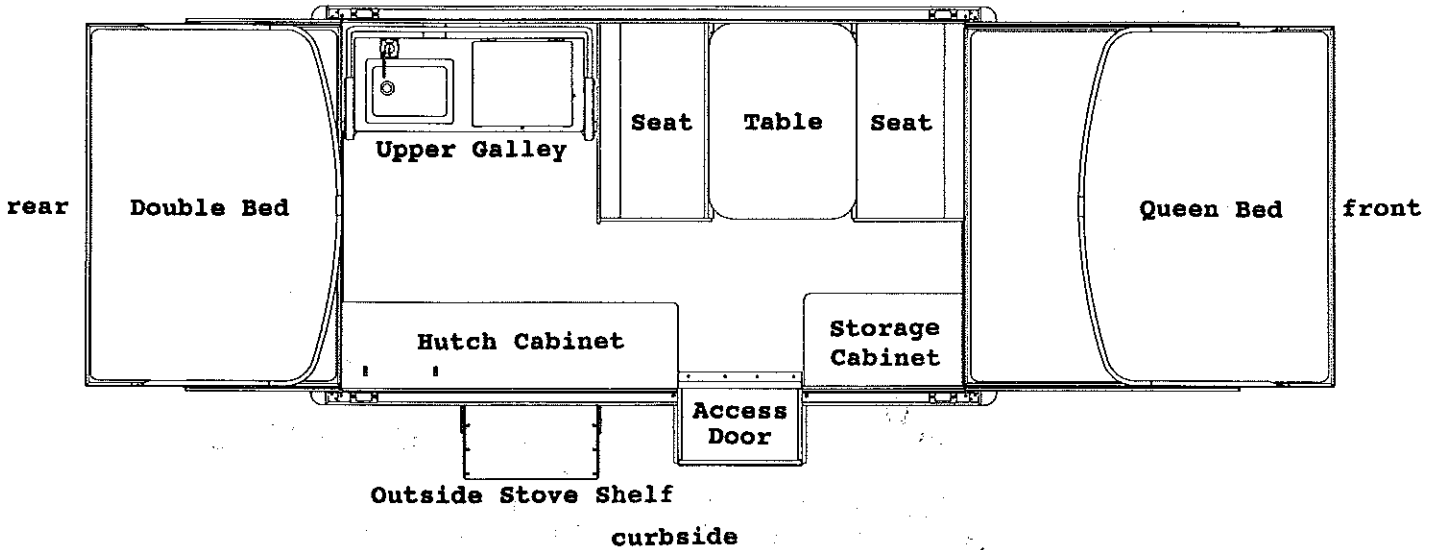 Seat
Table
Seat
Upper Galley
rear
Double Bed
Queen Bed
front
Hutch Cabinet
Storage
Cabinet
Access
Door
Outside Stove Shelf
curbside